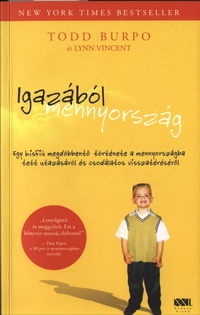 NEW YORK TIMES BESTSELLER
TODD BURPO
és LYNN VINCENT
Igazából
mennyország
Egy kisfiú megdöbbentő története a mennyországba
tett utazásáról és csodálatos visszatéréséről
„Lenyűgöző
és meggyőző. Ezt a
könyvet muszáj elolvasni!”
— Don Piper
a 90 perc a mennyországban
szerzője